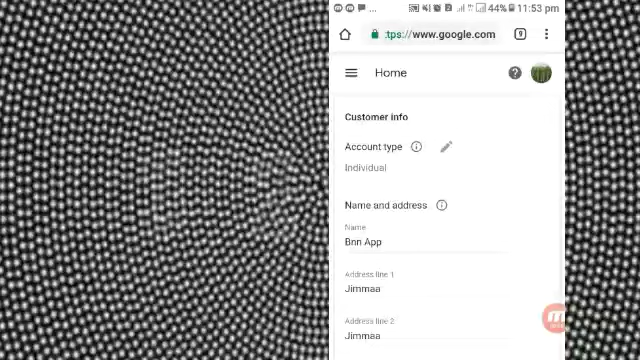 ... 44% 11:53 pm
:tps://www.google.com 9
Home
Customer info
Account type
Individual
Name and address
Name
Bnn App
Address line 1
Jimmaa
Address line 2
Jimmaa